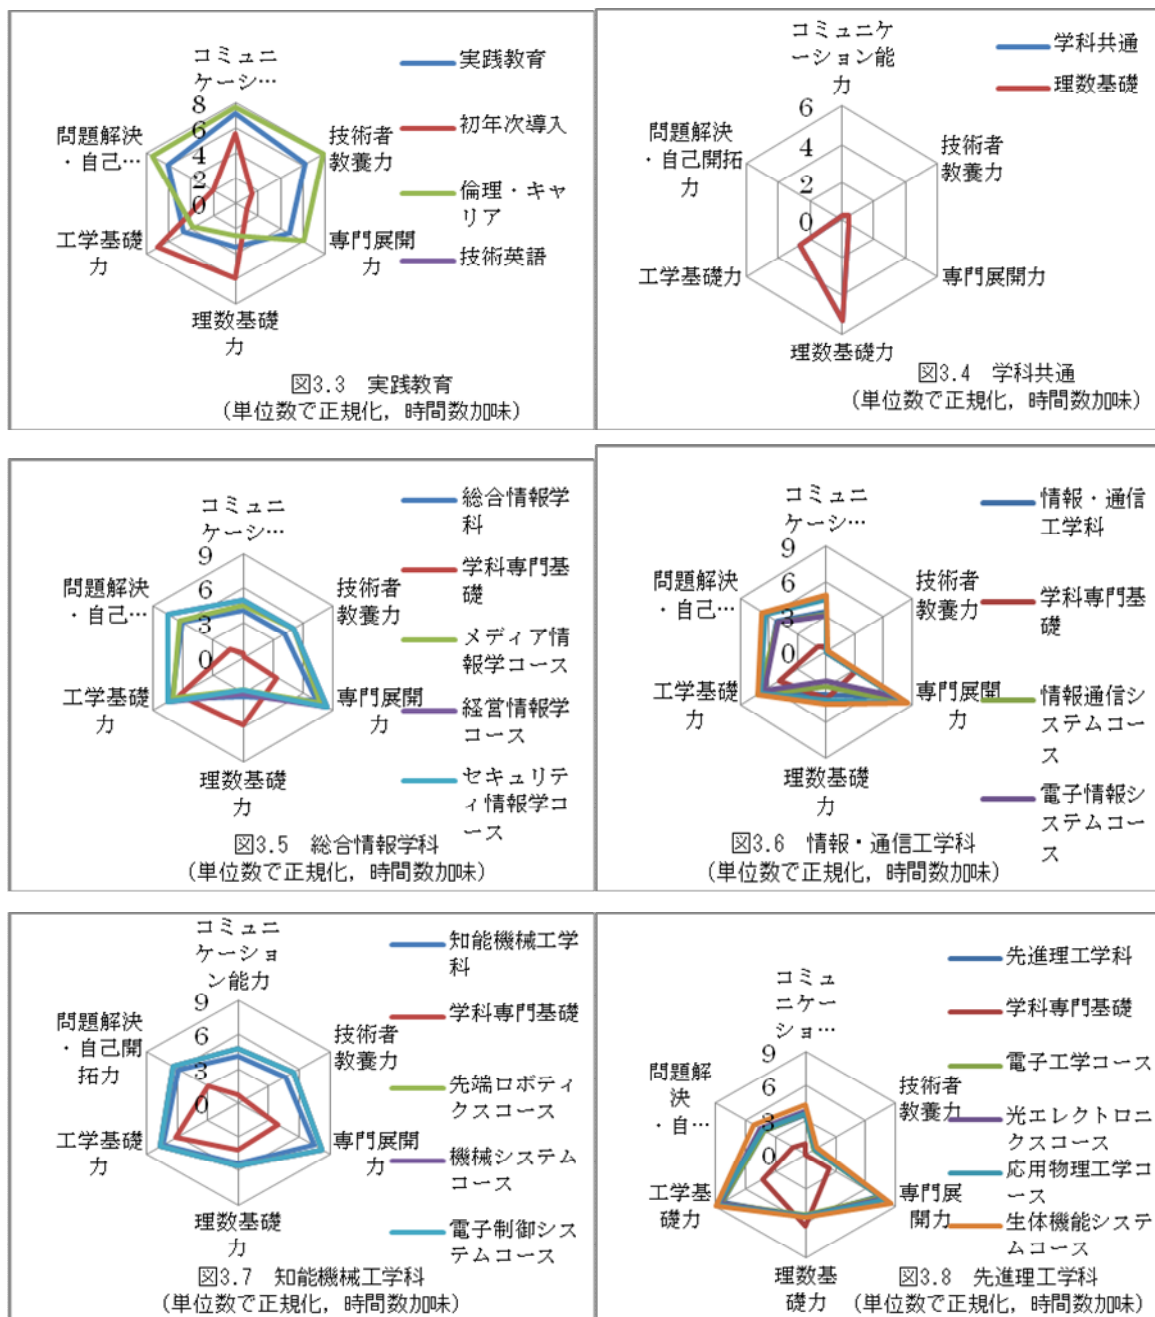 コミュニ
ケーシ…
8
6
4
2
0
技術者
教養力
専門展開
力
理数基礎
力
工学基礎
力
問題解決
・自己…
実践教育
初年次導入
倫理・キャ
リア
技術英語
図3.3 実践教育
(単位数で正規化，時間数加味)
コミュニケ
ーション能
力
6
4
2
0
技術者
教養力
専門展開力
理数基礎力
工学基礎力
問題解決
・自己開拓
力
学科共通
理数基礎
図3.4 学科共通
(単位数で正規化，時間数加味)
コミュニ
ケーシ…
9
6
3
0
技術者
教養力
専門展開
力
理数基礎
力
工学基礎
力
問題解決
・自己…
総合情報学
科
学科専門基
礎
メディア情
報学コース
経営情報学
コース
セキュリテ
ィ情報学コ
ース
図3.5 総合情報学科
(単位数で正規化，時間数加味)
コミュニ
ケーシ…
9
6
3
0
技術者
教養力
専門展開
力
理数基礎
力
工学基礎
力
問題解決
・自己…
情報・通信
工学科
学科専門基
礎
情報通信シ
ステムコー
ス
電子情報シ
ステムコー
ス
図3.6 情報・通信工学科
(単位数で正規化，時間数加味)
コミュニ
ケーショ
ン能力
9
6
3
0
技術者
教養力
専門展開
力
理数基礎
力
工学基礎
力
問題解決
・自己開
拓力
知能機械工学
科
学科専門基礎
先端ロボティ
クスコース
機械システム
コース
電子制御シス
テムコース
図3.7 知能機械工学科
(単位数で正規化，時間数加味)
コミュ
ニケー
ショ…
9
6
3
0
技術者
教養力
専門展
開力
理数基
礎力
工学基
礎力
問題解
決
・自…
先進理工学科
学科専門基礎
電子工学コース
光エレクトロニ
クスコース
応用物理工学コ
ース
生体機能システ
ムコース
図3.8 先進理工学科
(単位数で正規化，時間数加味)